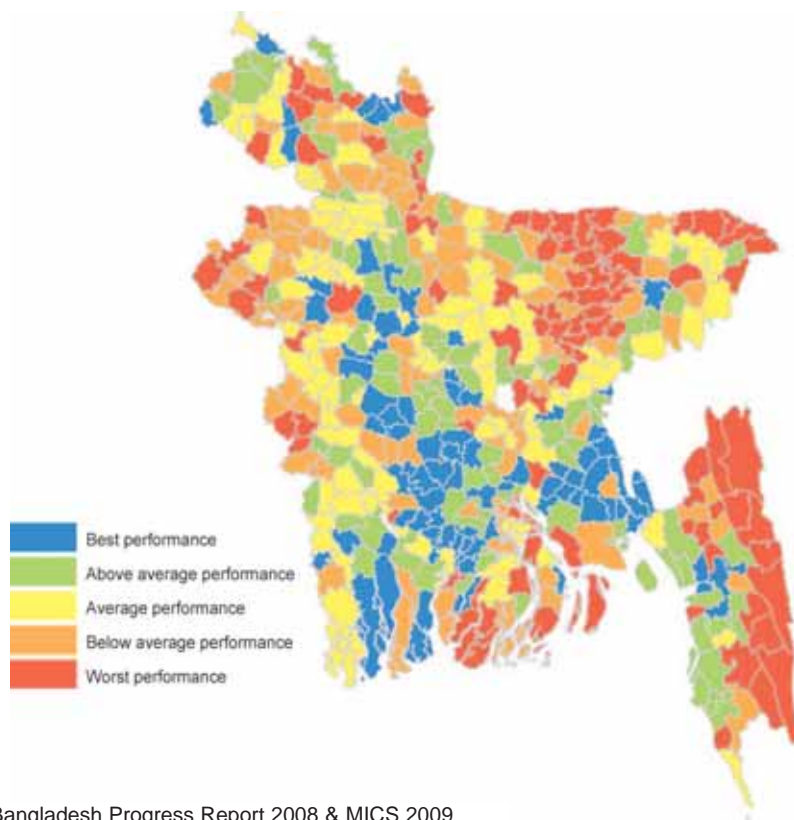 Best performance
Above average performance
Average performance
Below average performance
Worst performance
Bangladesh Progress Report 2008 & MICS 2009